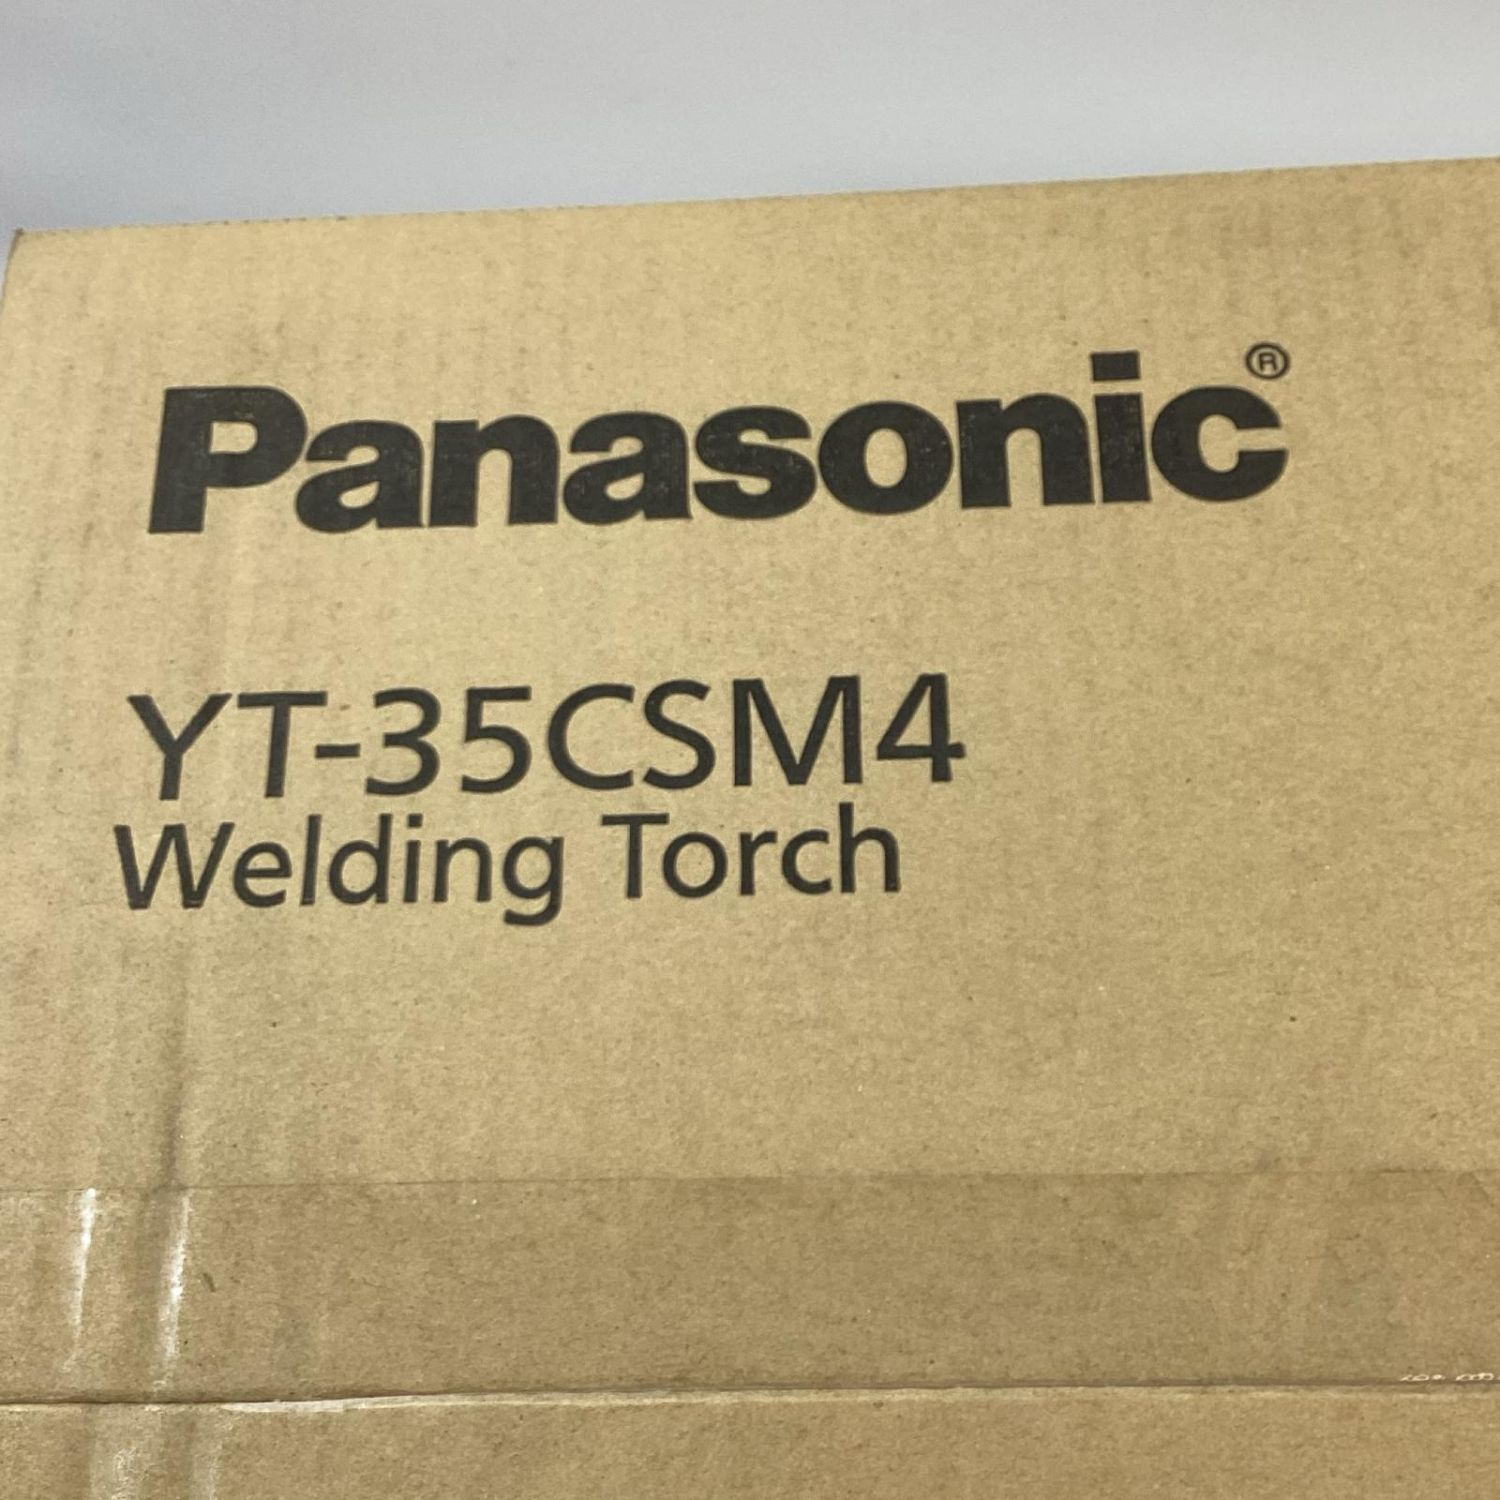 Panasonic®
YT-35CSM4
Welding Torch